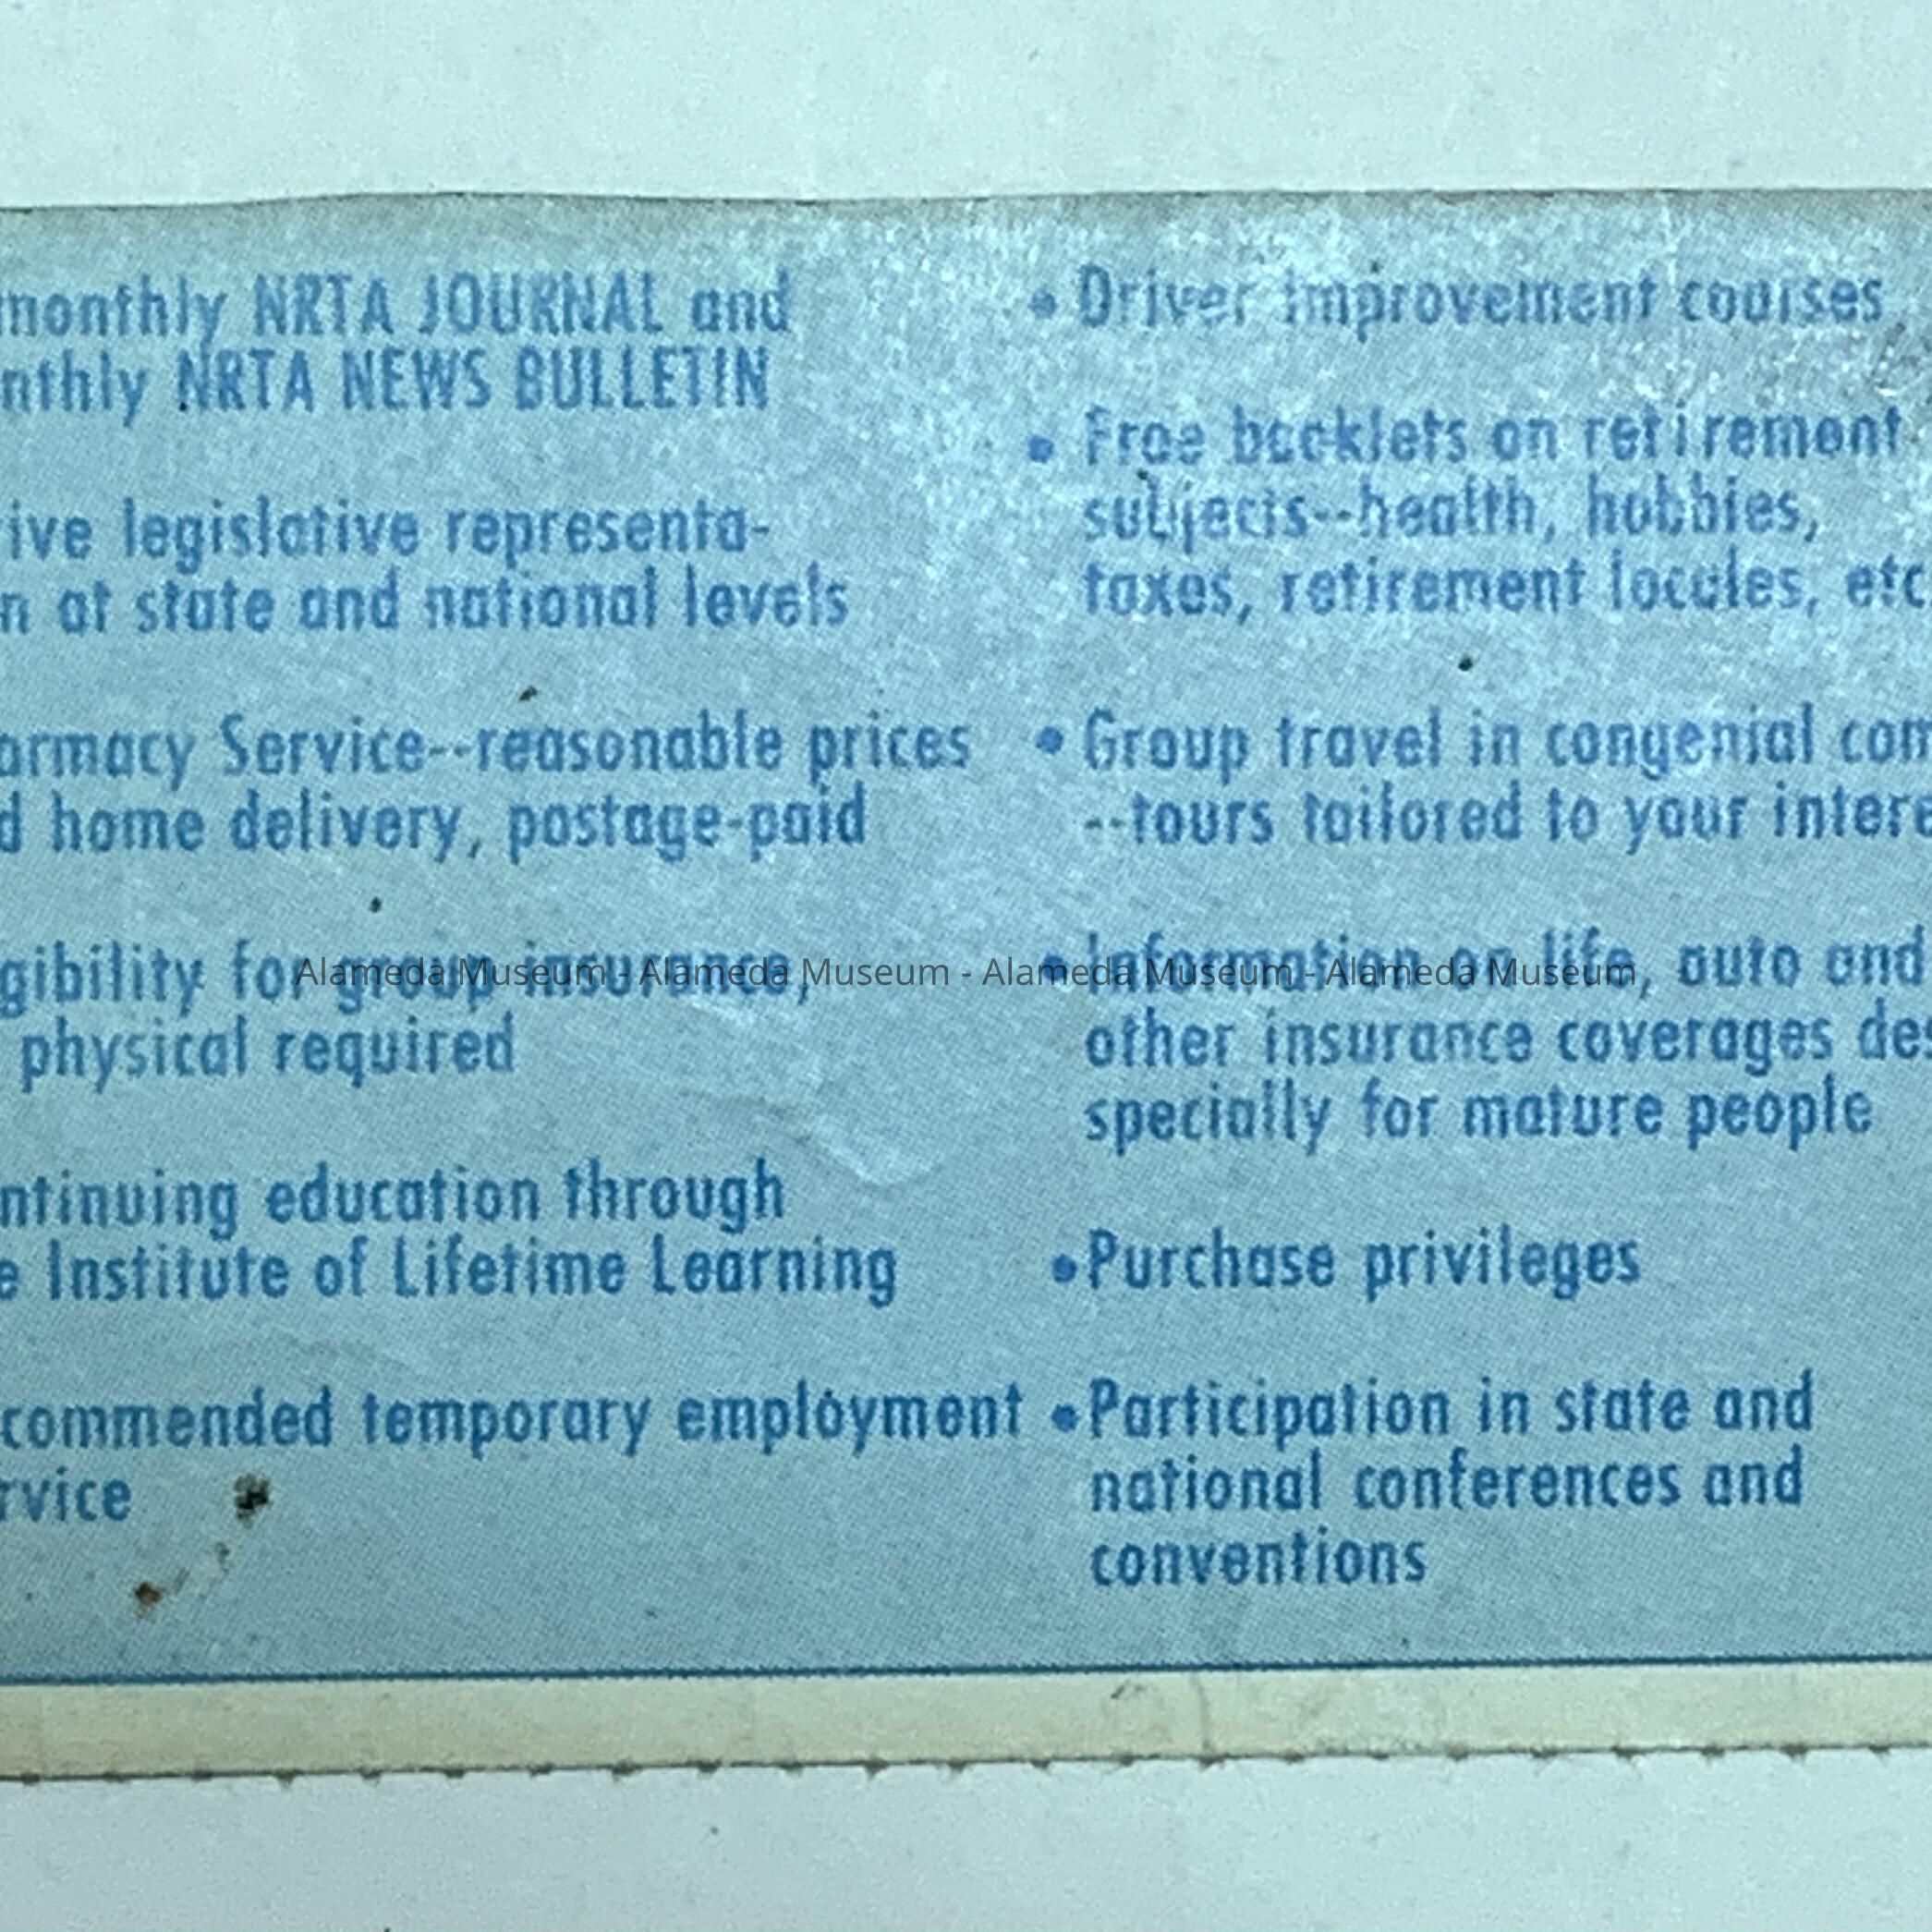 monthly NRTA JOURNAL and
nthly NRTA NEWS BULLETIN
ive legislative representa-
n at state and national levels
armacy Service--reasonable prices
d home delivery, postage-paid
gibility for group insurance,
physical required
ntinuing education through
e Institute of Lifetime Learning
commended temporary employment
rvice
• Driver improvement courses
• Free booklets on retirement
subjects--health, hobbies,
taxes, retirement locales, etc
• Group travel in congenial com
--tours tailored to your inter
• Information on life, auto and
other insurance coverages des
specially for mature people
• Purchase privileges
• Participation in state and
national conferences and
conventions
Alameda Museum - Alameda Museum - Alameda Museum - Alameda Museum